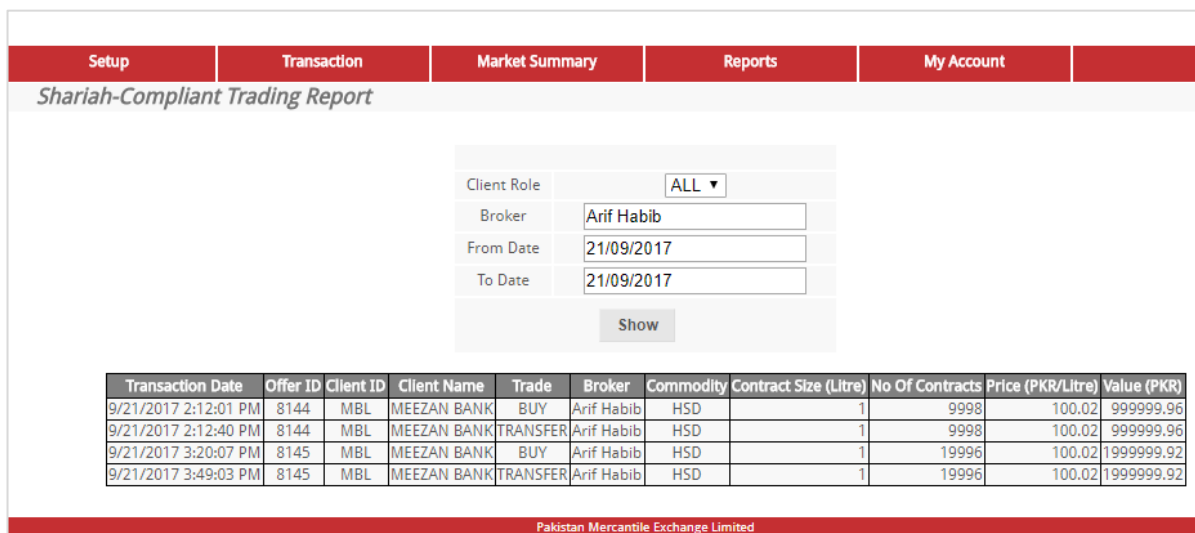 Setup Transaction Market Summary Reports My Account
Shariah-Compliant Trading Report
Client Role ALL
Broker Arif Habib
From Date 21/09/2017
To Date 21/09/2017
Show
Transaction Date Offer ID Client ID Client Name Trade Broker Commodity Contract Size (Litre) No Of Contracts Price (PKR/Litre) Value (PKR)
9/21/2017 2:12:01 PM 8144 MBL MEEZAN BANK BUY Arif Habib HSD 1 9998 100.02 999999.96
9/21/2017 2:12:40 PM 8144 MBL MEEZAN BANK TRANSFER Arif Habib HSD 1 9998 100.02 999999.96
9/21/2017 3:20:07 PM 8145 MBL MEEZAN BANK BUY Arif Habib HSD 1 19996 100.02 1999999.92
9/21/2017 3:49:03 PM 8145 MBL MEEZAN BANK TRANSFER Arif Habib HSD 1 19996 100.02 1999999.92
Pakistan Mercantile Exchange Limited